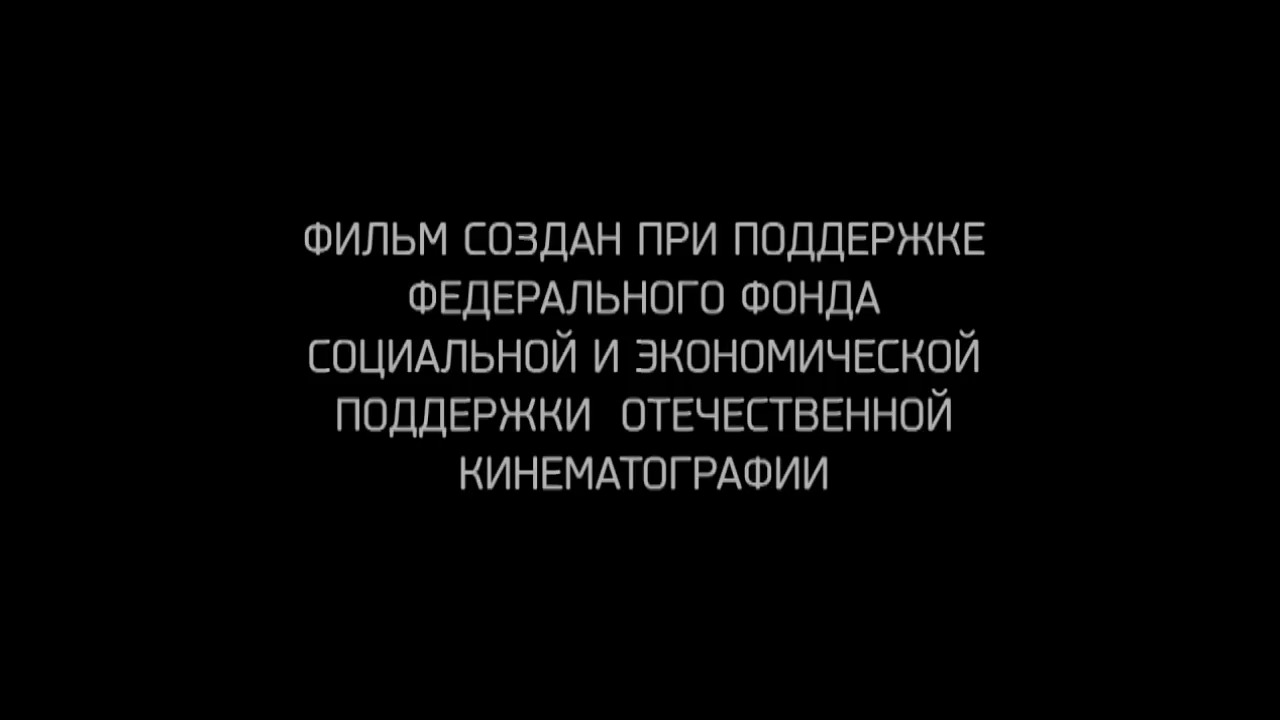 ФИЛЬМ СОЗДАН ПРИ ПОДДЕРЖКЕ
ФЕДЕРАЛЬНОГО ФОНДА
СОЦИАЛЬНОЙ И ЭКОНОМИЧЕСКОЙ
ПОДДЕРЖКИ ОТЕЧЕСТВЕННОЙ
КИНЕМАТОГРАФИИ